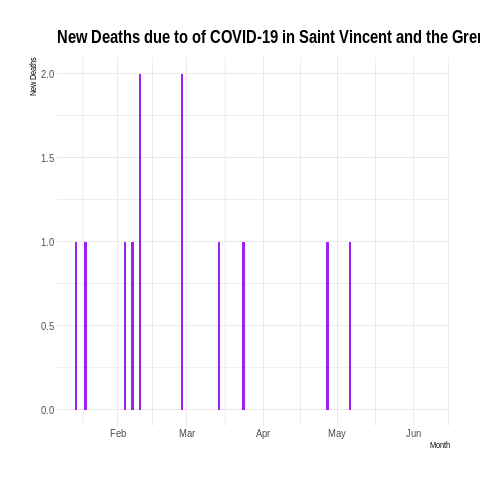 New Deaths due to of COVID-19 in Saint Vincent and the Gren
New Deaths
2.0
1.5
1.0
0.5
0.0
Feb Mar Apr May Jun
Month